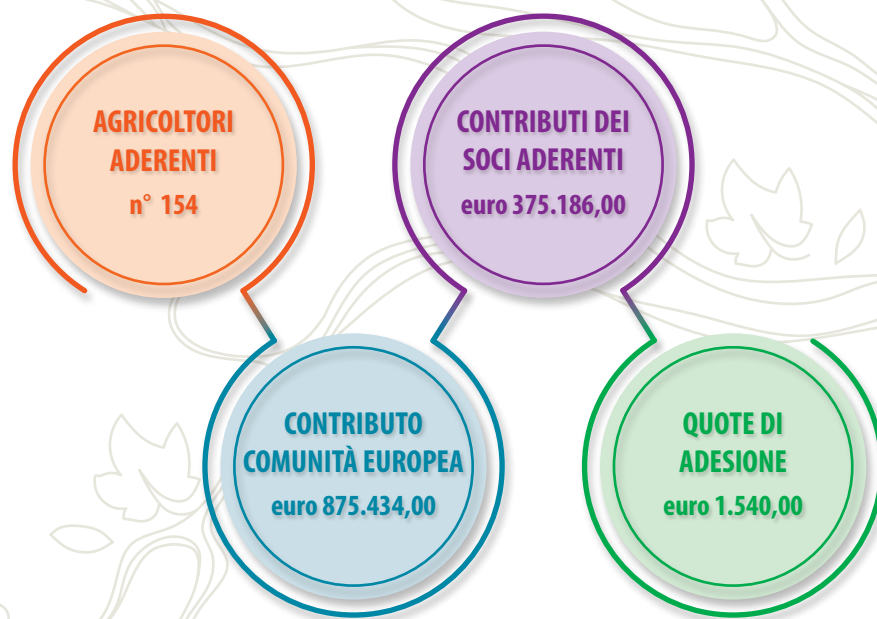 AGRICOLTORI
ADERENTI
n° 154
CONTRIBUTO
COMUNITÀ EUROPEA
euro 875.434,00
CONTRIBUTI DEI
SOCI ADERENTI
euro 375.186,00
QUOTE DI
ADESIONE
euro 1.540,00